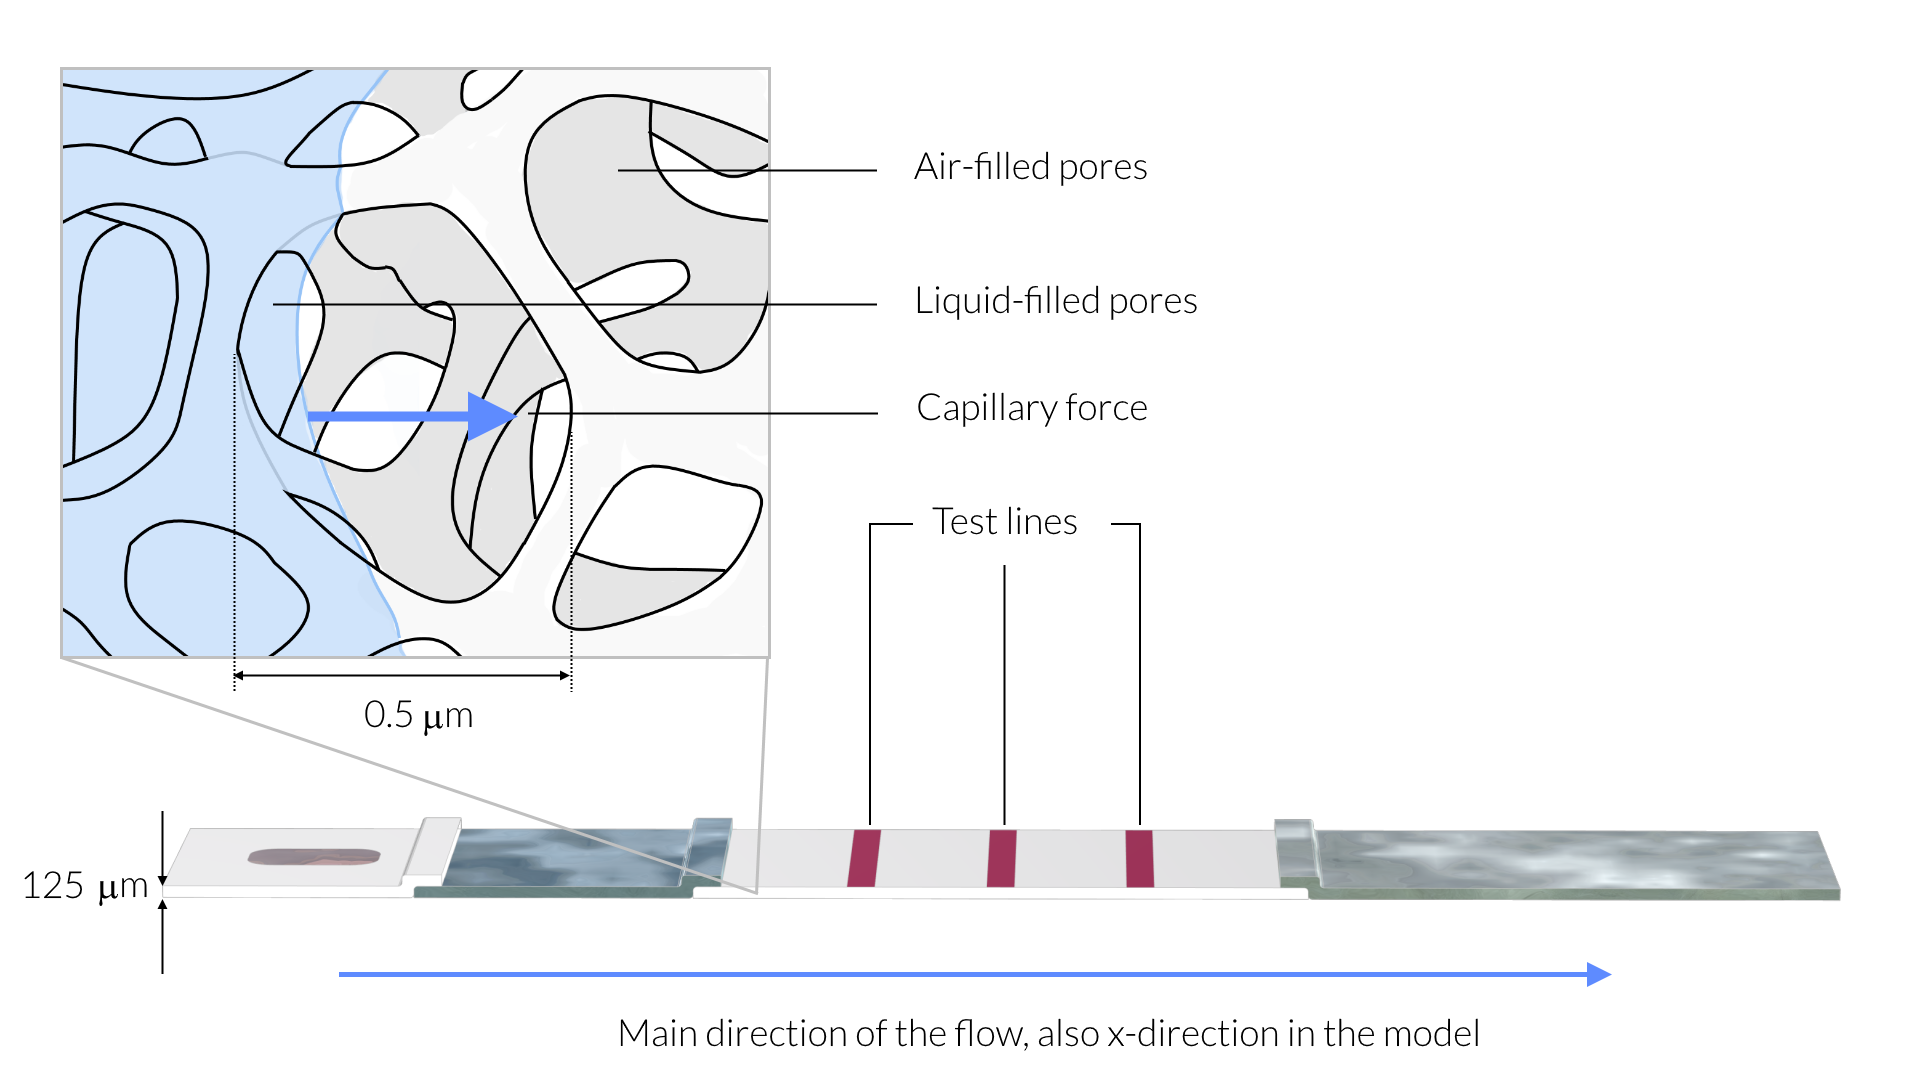 Air-filled pores
Liquid-filled pores
Capillary force
Test lines
0.5 μm
125 μm
Main direction of the flow, also x-direction in the model